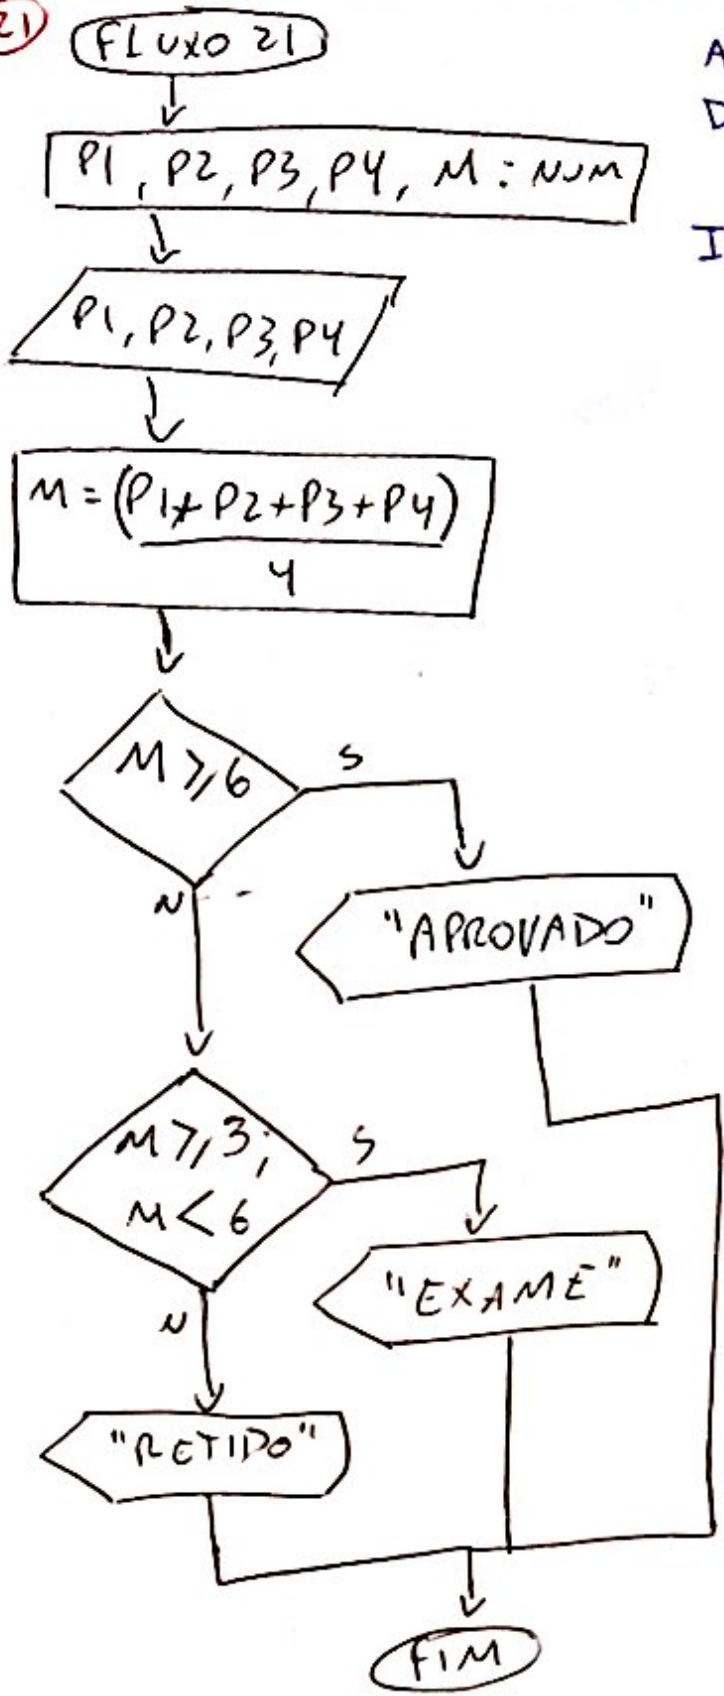 21
FLUXO 21
A
D
P1, P2, P3, P4, M : NUM
I
P1, P2, P3, P4
M = (P1+P2+P3+P4)
4
M ≥ 6
S
N
"APROVADO"
M ≥ 3;
S
M < 6
"EXAME"
N
"RETIDO"
FIM